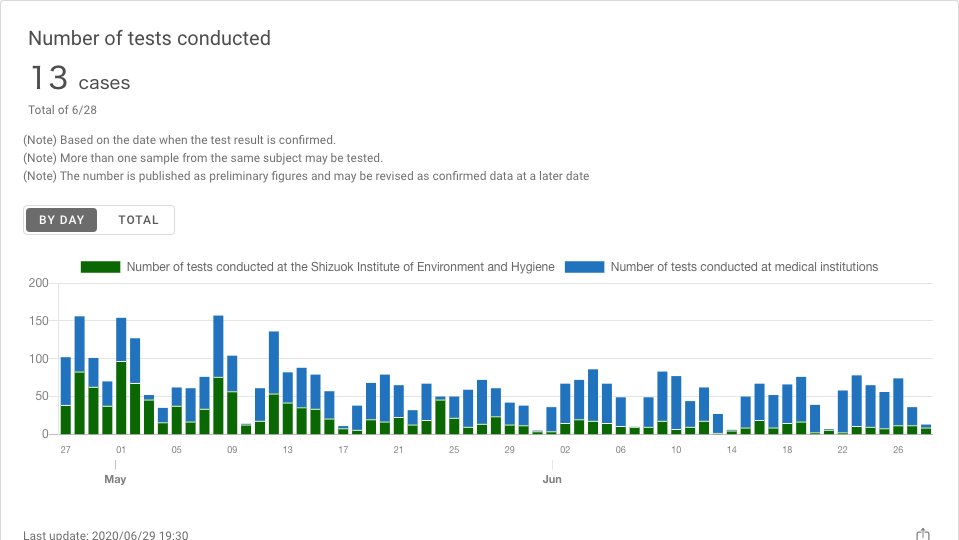 Number of tests conducted
13 cases
Total of 6/28
(Note) Based on the date when the test result is confirmed.
(Note) More than one sample from the same subject may be tested.
(Note) The number is published as preliminary figures and may be revised as confirmed data at a later date
BY DAY TOTAL
Number of tests conducted at the Shizuok Institute of Environment and Hygiene Number of tests conducted at medical institutions
200
150
100
50
0
27 01 05 09 13 17 21 25 29 02 06 10 14 18 22 26
May Jun
Last update: 2020/06/29 19:30